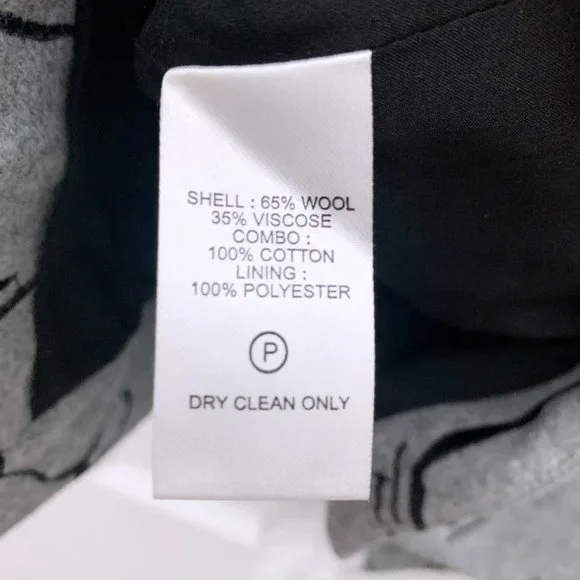 SHELL : 65% WOOL
35% VISCOSE
COMBO :
100% COTTON
LINING :
100% POLYESTER
P
DRY CLEAN ONLY